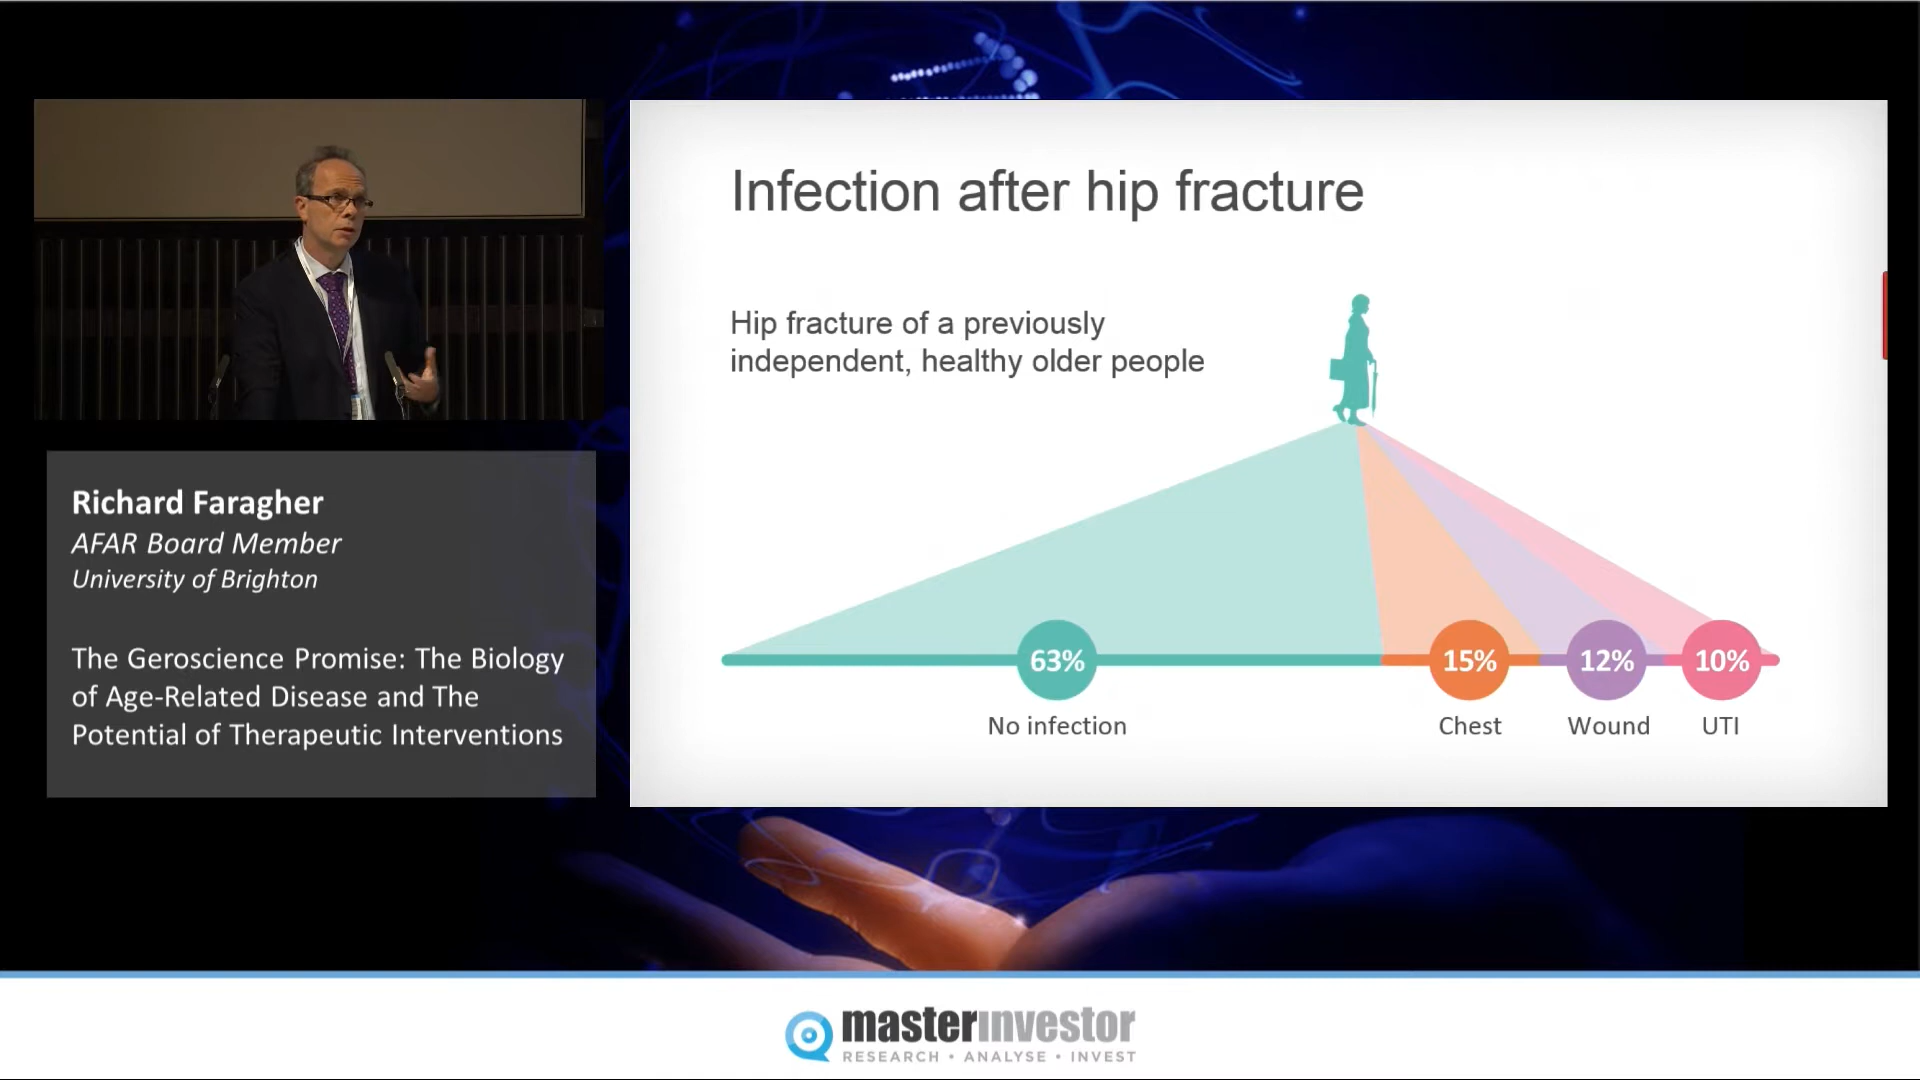 Infection after hip fracture
Hip fracture of a previously
independent, healthy older people
63%
15%
12%
10%
No infection
Chest
Wound
UTI
Richard Faragher
AFAR Board Member
University of Brighton
The Geroscience Promise: The Biology
of Age-Related Disease and The
Potential of Therapeutic Interventions
masterinvestor
RESEARCH • ANALYSE • INVEST